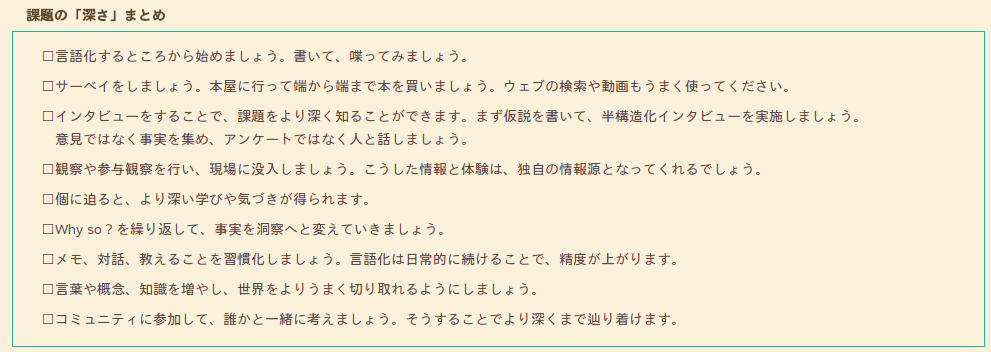 課題の「深さ」まとめ
□言語化するところから始めましょう。書いて、喋ってみましょう。
□サーベイをしましょう。本屋に行って端から端まで本を買いましょう。ウェブの検索や動画もうまく使ってください。
□インタビューをすることで、課題をより深く知ることができます。まず仮説を書いて、半構造化インタビューを実施しましょう。
意見ではなく事実を集め、アンケートではなく人と話しましょう。
□観察や参与観察を行い、現場に没入しましょう。こうした情報と体験は、独自の情報源となってくれるでしょう。
□個に迫ると、より深い学びや気づきが得られます。
□Why so？を繰り返して、事実を洞察へと変えていきましょう。
□メモ、対話、教えることを習慣化しましょう。言語化は日常的に続けることで、精度が上がります。
□言葉や概念、知識を増やし、世界をよりうまく切り取れるようにしましょう。
□コミュニティに参加して、誰かと一緒に考えましょう。そうすることでより深くまで辿り着けます。